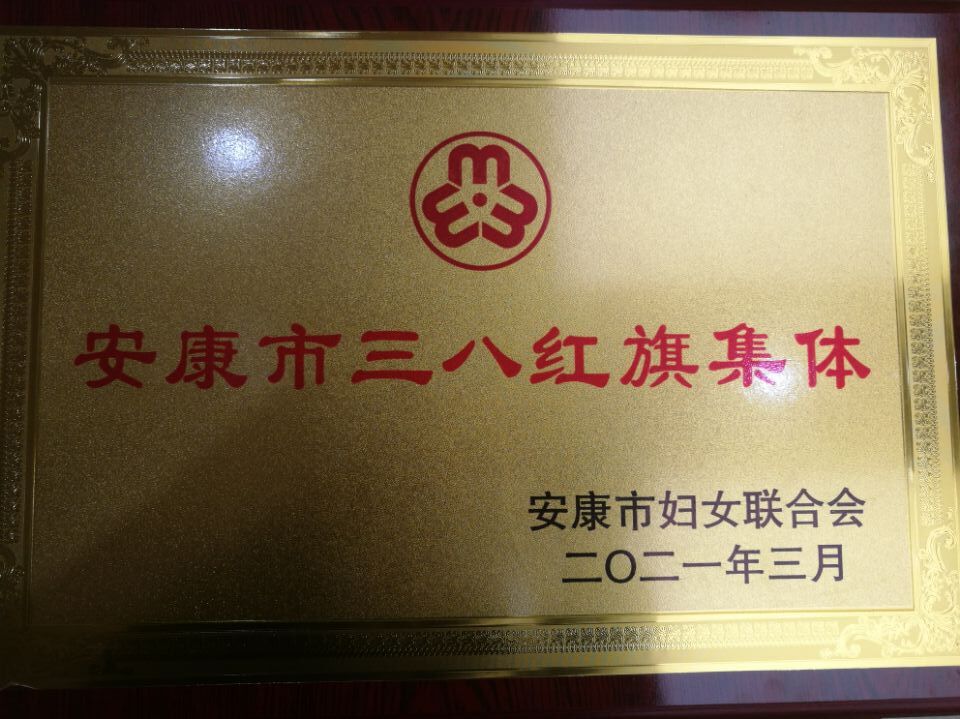 安康市三八红旗集体
安康市妇女联合会
二〇二一年三月